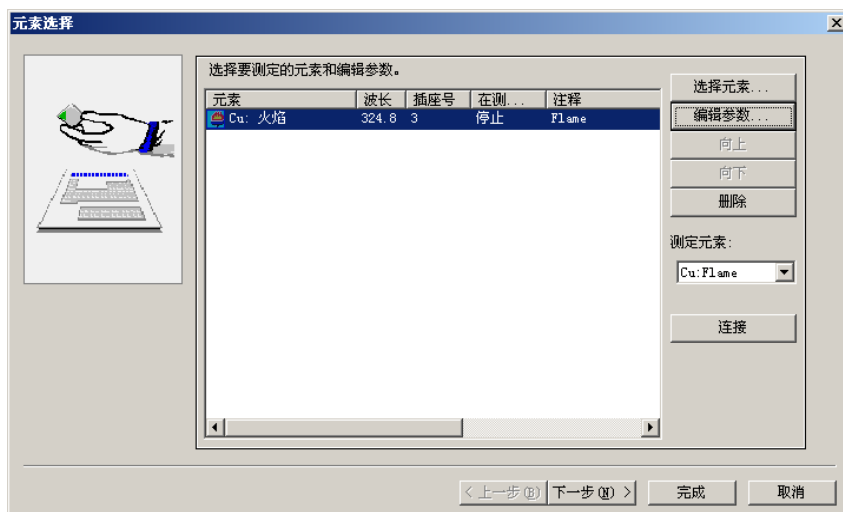 元素选择
选择要测定的元素和编辑参数。
元素 波长 插座号 在测... 注释
Cu: 火焰 324.8 3 停止 Flame
选择元素...
编辑参数...
向上
向下
删除
测定元素:
Cu:Flame
连接
< 上一步(B) 下一步(N) > 完成 取消